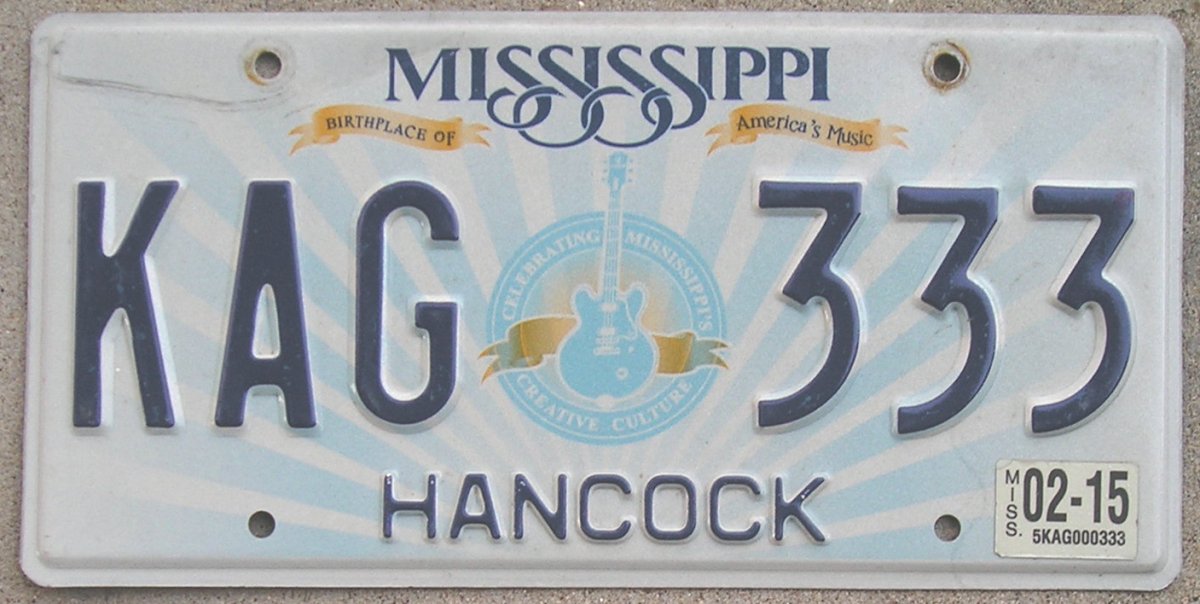 MISSISSIPPI
BIRTHPLACE OF America's Music
CELEBRATING MISSISSIPPI'S
CREATIVE CULTURE
KAG 333
HANCOCK
MISS. 02-15
5KAG000333